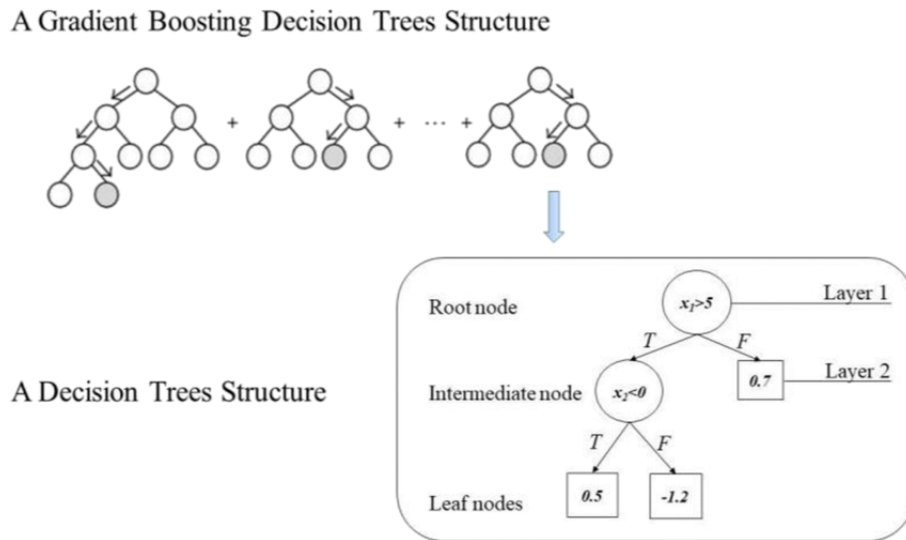 A Gradient Boosting Decision Trees Structure
+ + ... +
Root node x₁>5 Layer 1
T F
0.7 Layer 2
A Decision Trees Structure Intermediate node x₂<0
T F
Leaf nodes 0.5 -1.2